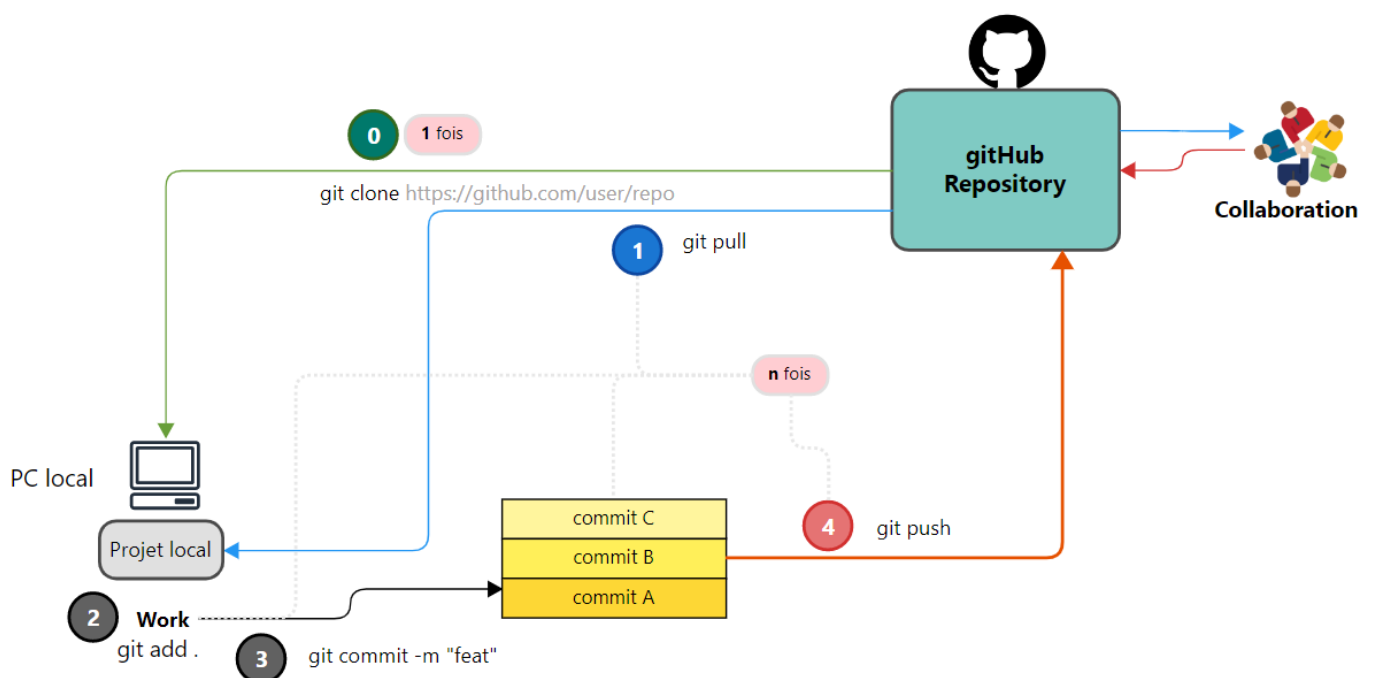 0
1 fois
git clone https://github.com/user/repo
gitHub
Repository
Collaboration
1
git pull
n fois
PC local
Projet local
commit C
commit B
commit A
4
git push
2
Work
git add .
3
git commit -m "feat"